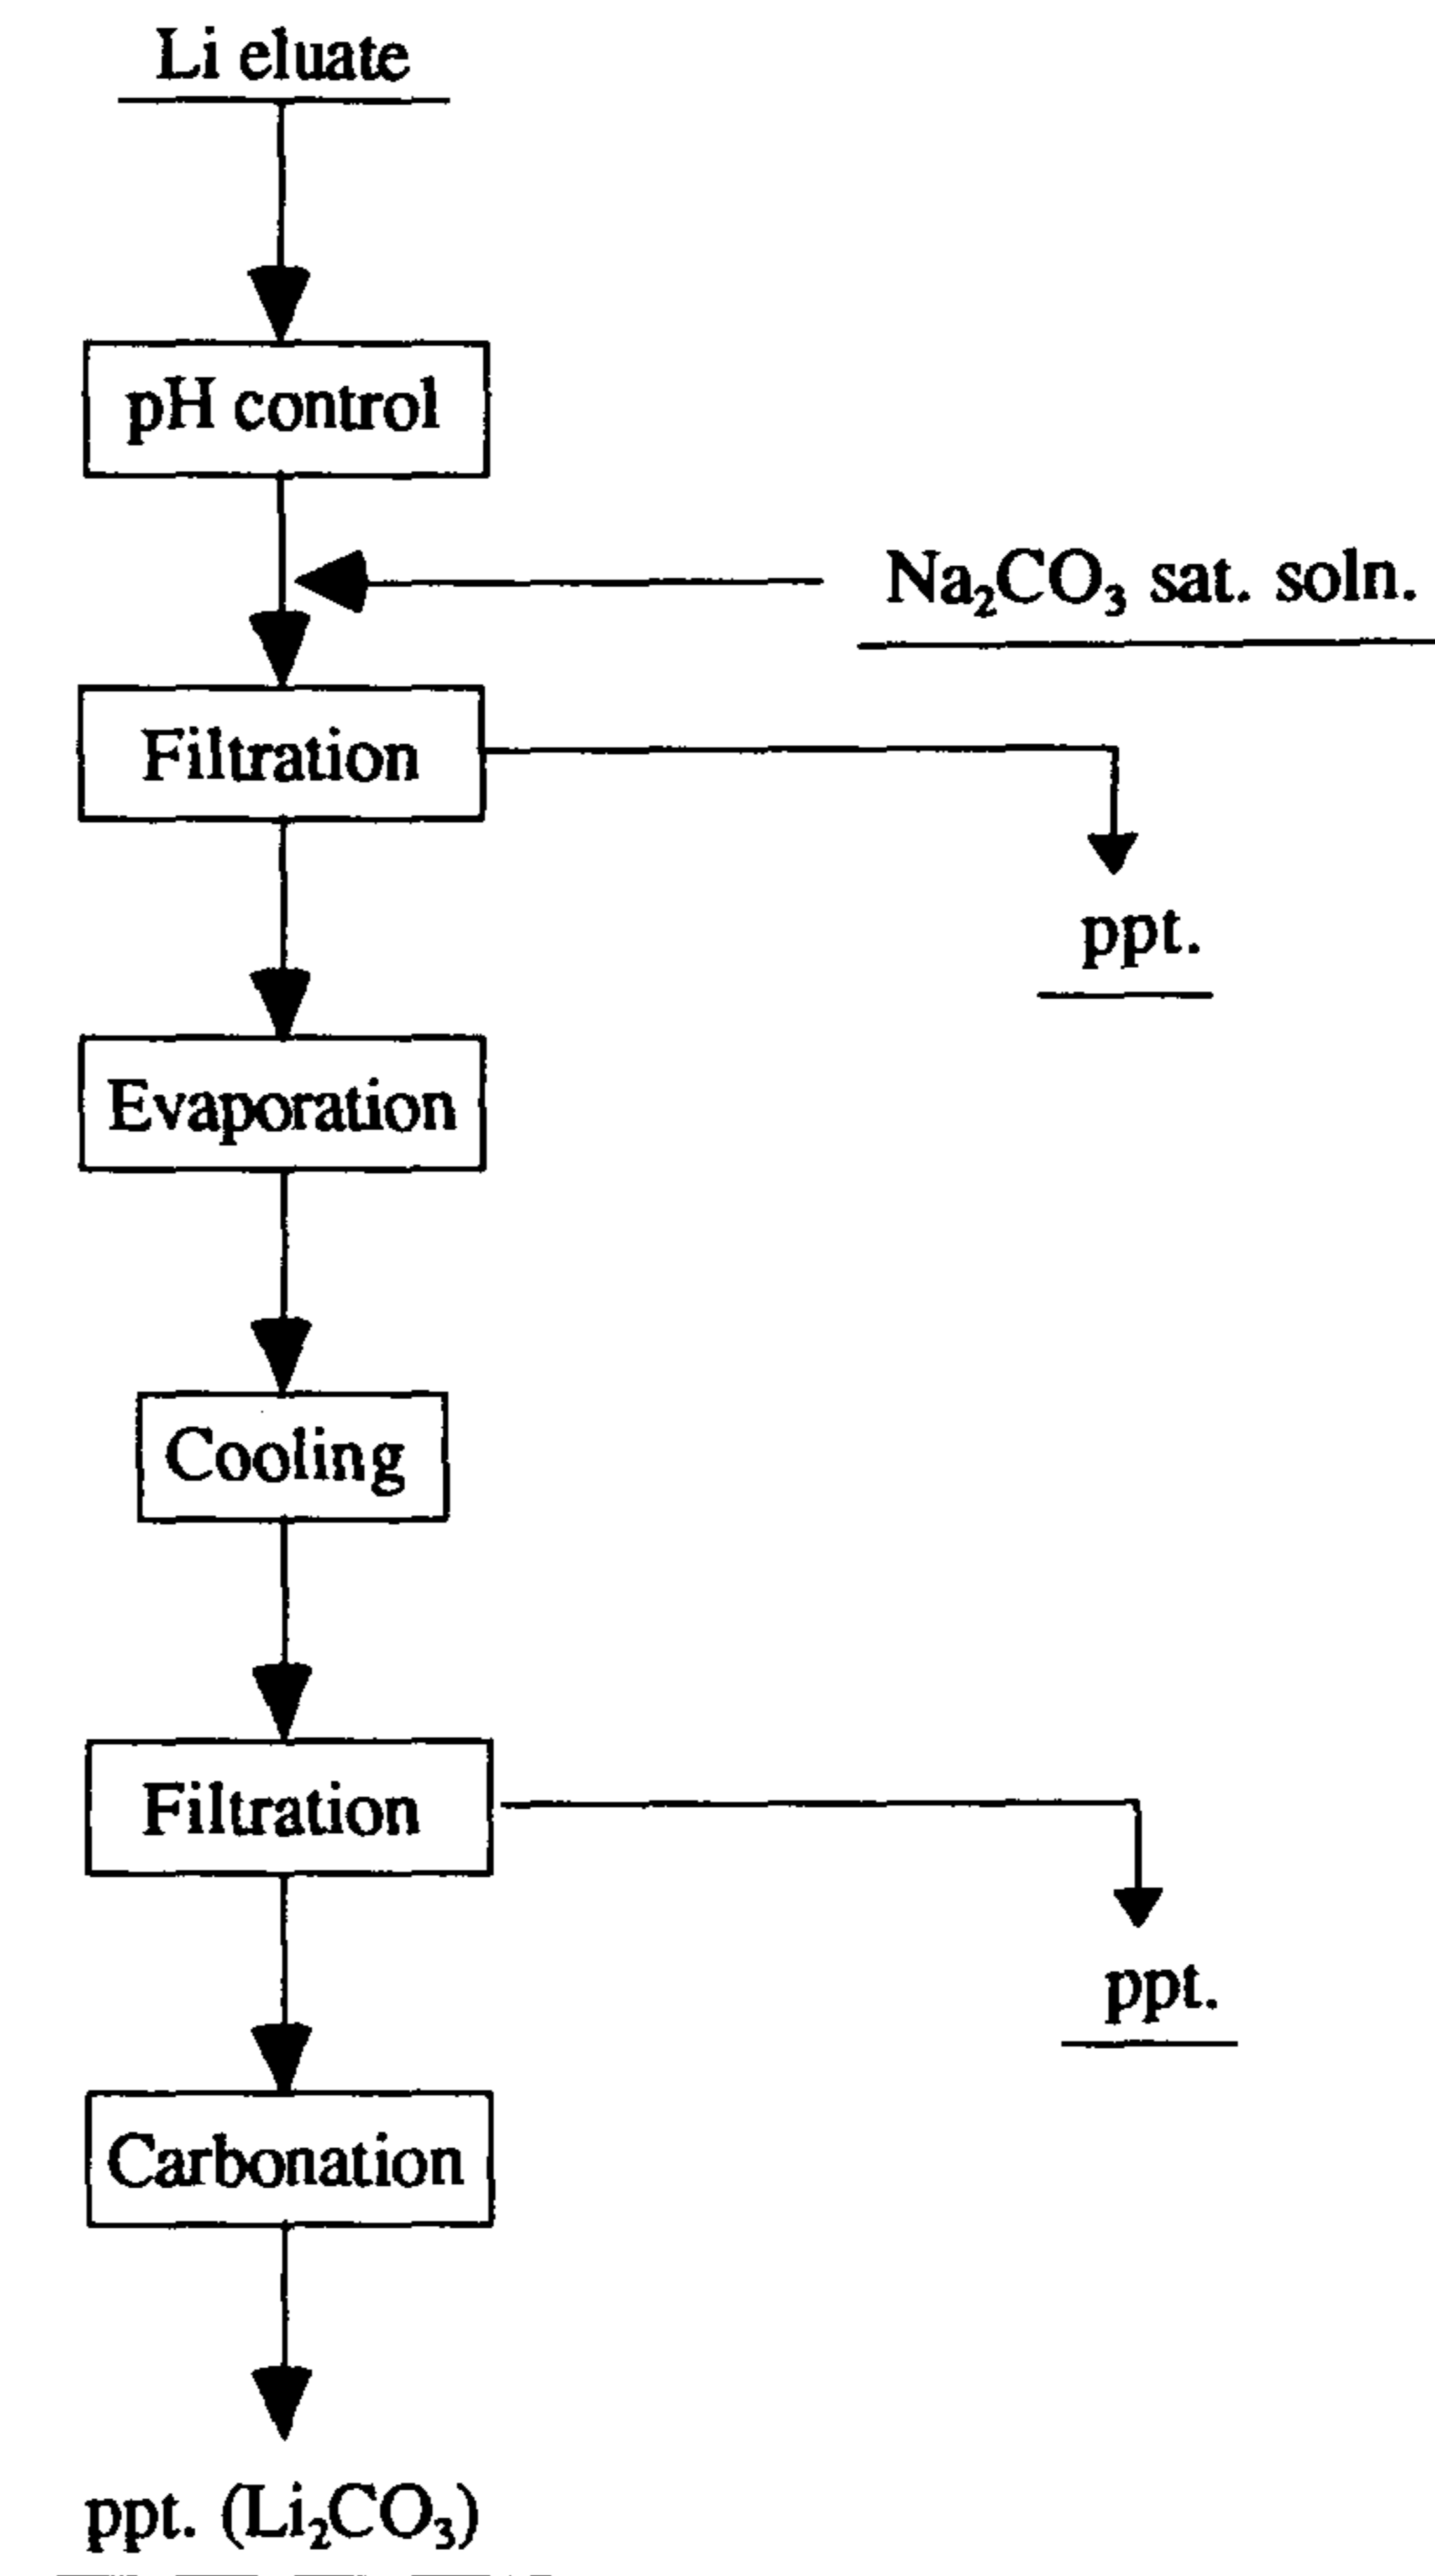 Li eluate
pH control
Na₂CO₃ sat. soln.
Filtration
ppt.
Evaporation
Cooling
Filtration
ppt.
Carbonation
ppt. (Li₂CO₃)